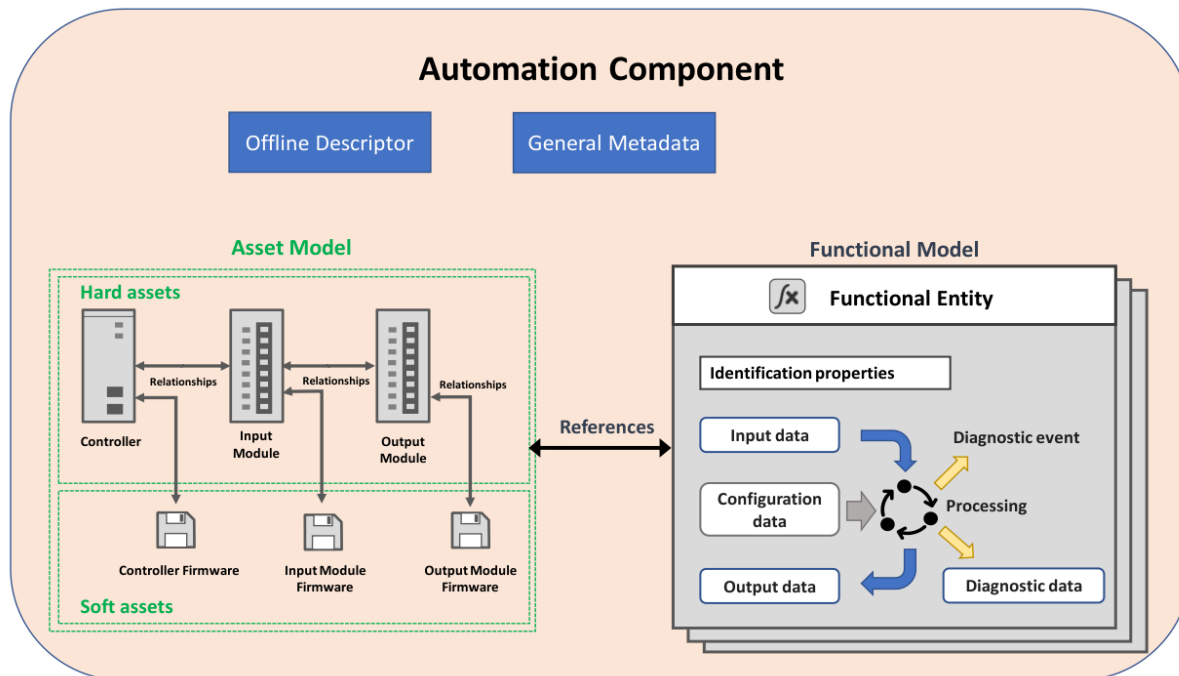 Automation Component
Offline Descriptor
General Metadata
Asset Model
Functional Model
Hard assets
fx
Functional Entity
Relationships
Relationships
Relationships
Controller
Input
Module
Output
Module
References
Identification properties
Input data
Diagnostic event
Configuration
data
Processing
Output data
Diagnostic data
Controller Firmware
Input Module
Firmware
Output Module
Firmware
Soft assets